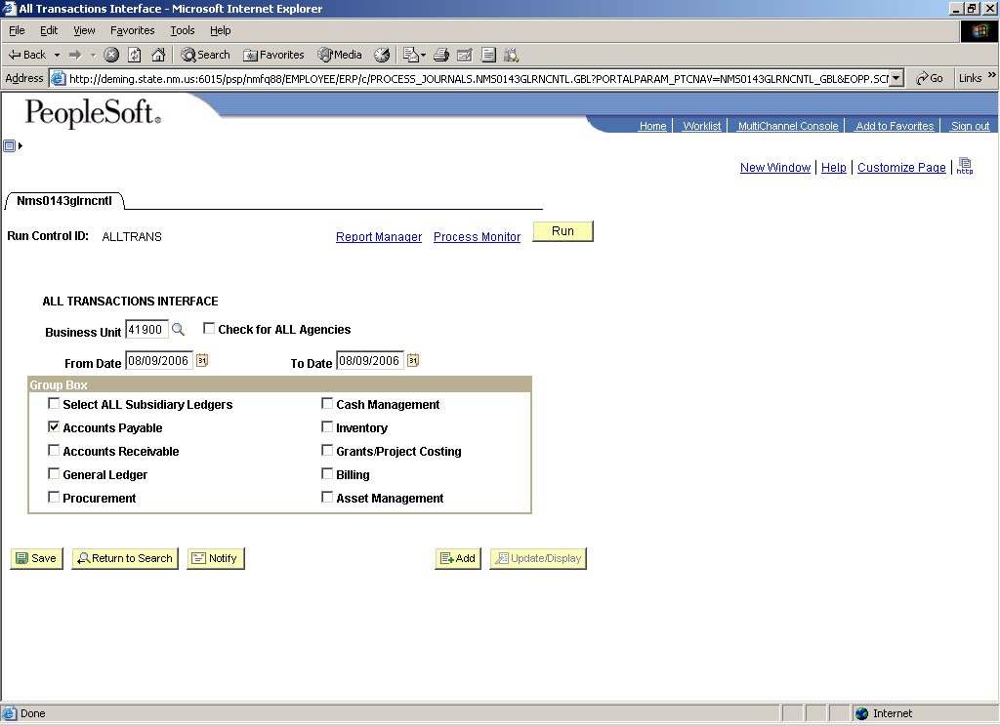 All Transactions Interface - Microsoft Internet Explorer
File Edit View Favorites Tools Help
Back Search Favorites Media
Address http://deming.state.nm.us:6015/psp/nmfq88/EMPLOYEE/ERP/c/PROCESS_JOURNALS.NMS0143GLRNCNTL.GBL?PORTALPARAM_PTCNAV=NMS0143GLRNCNTL_GBL&EOPP.SCN Go Links »
PeopleSoft®
Home Worklist MultiChannel Console Add to Favorites Sign out
New Window Help Customize Page http
Nms0143glrncntl
Run Control ID: ALLTRANS Report Manager Process Monitor Run
ALL TRANSACTIONS INTERFACE
Business Unit 41900 Check for ALL Agencies
From Date 08/09/2006 31 To Date 08/09/2006 31
Group Box
Select ALL Subsidiary Ledgers Cash Management
Accounts Payable Inventory
Accounts Receivable Grants/Project Costing
General Ledger Billing
Procurement Asset Management
Save Return to Search Notify Add Update/Display
Done Internet